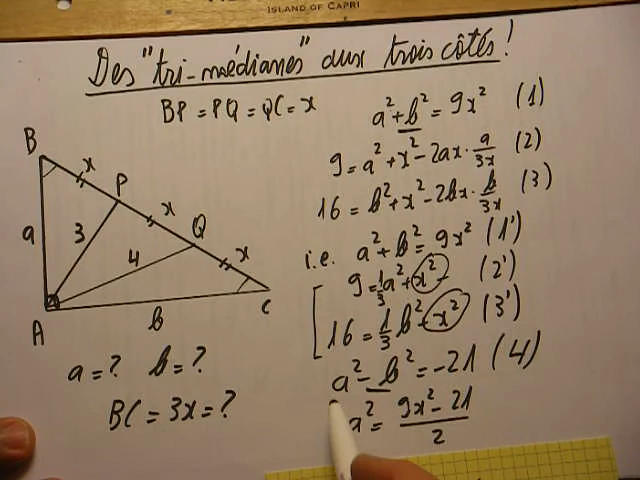 ISLAND OF CAPRI
Des "tri-médianes" aux trois côtés !
BP = PQ = QC = x
a² + b² = 9x² (1)
9 = a² + x² - 2ax · a/3x (2)
16 = b² + x² - 2bx · b/3x (3)
i.e. a² + b² = 9x² (1')
9 = 1/3 a² + x² (2')
16 = 1/3 b² + x² (3')
a² - b² = -21 (4)
a² = 9x² - 21 / 2
B
x
P
x
a
3
Q
4
x
C
A
b
a = ? b = ?
BC = 3x = ?